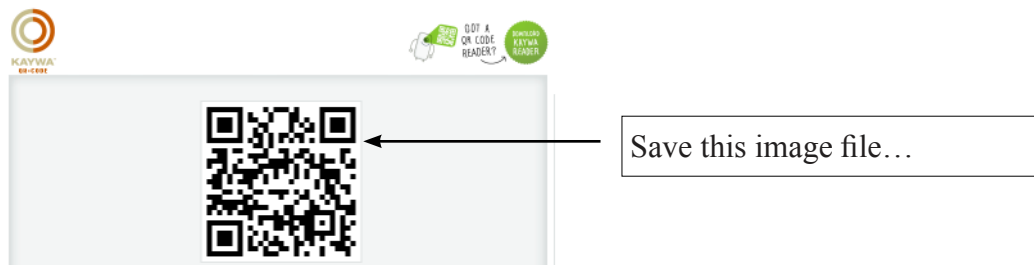 KAYWA
QR-CODE
GOT A
QR CODE
READER?
DOWNLOAD
KAYWA
READER
Save this image file…